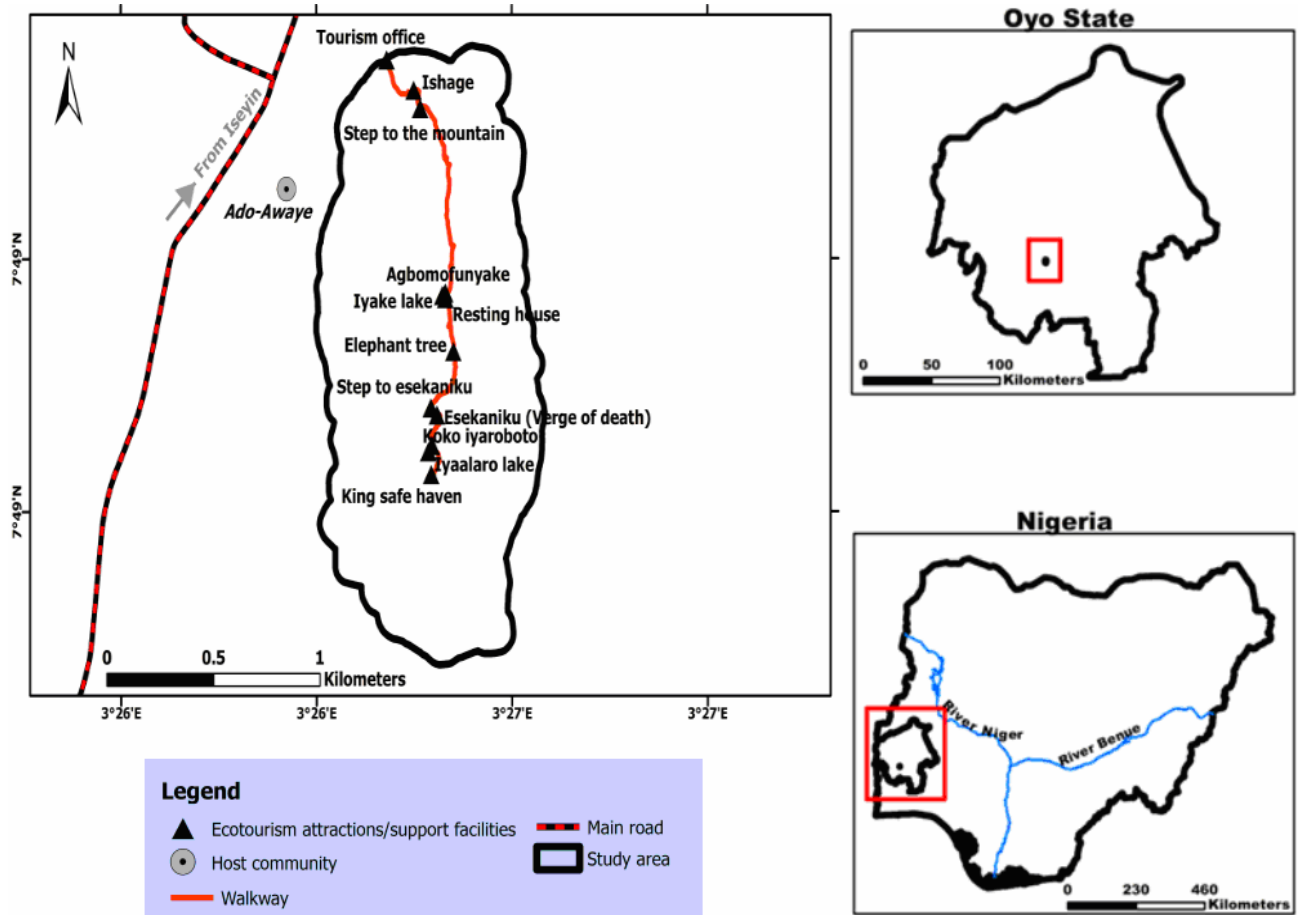 Tourism office
N
Ishage
Step to the mountain
From Iseyin
Ado-Awaye
7°49'N
Agbomofunyake
Iyake lake
Resting house
Elephant tree
Step to esekaniku
Esekaniku (Verge of death)
Koko iyaroboto
Iyaalaro lake
King safe haven
7°49'N
0 0.5 1
Kilometers
3°26'E 3°26'E 3°27'E 3°27'E
Legend
Ecotourism attractions/support facilities
Host community
Walkway
Main road
Study area
Oyo State
0 50 100
Kilometers
Nigeria
River Niger
River Benue
0 230 460
Kilometers